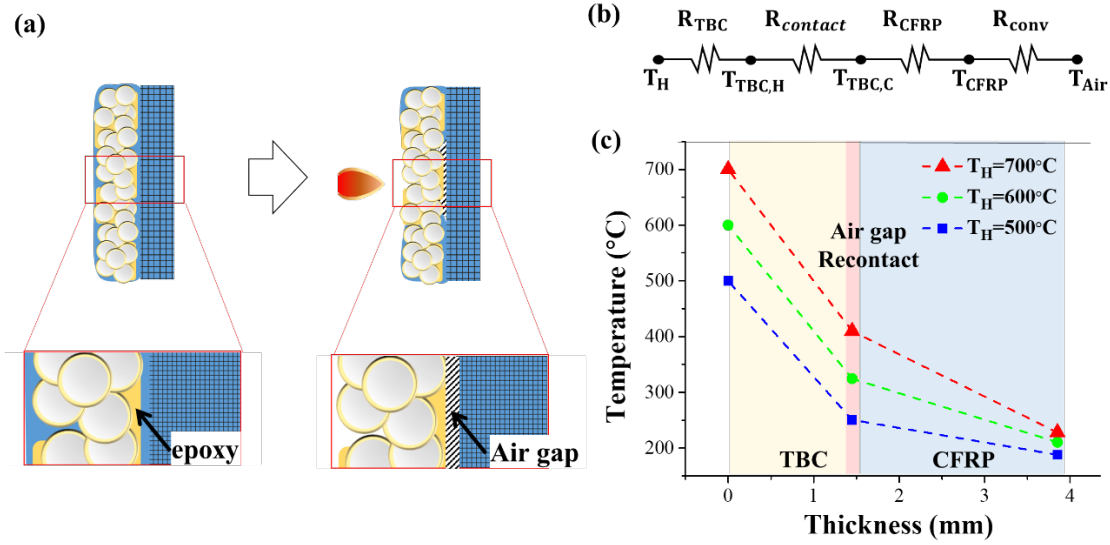 (a)
epoxy
Air gap
(b)
R_TBC R_contact R_CFRP R_conv
T_H T_TBC,H T_TBC,C T_CFRP T_Air
(c)
T_H=700°C
T_H=600°C
T_H=500°C
Air gap
Recontact
TBC CFRP
Temperature (°C)
700
600
500
400
300
200
0 1 2 3 4
Thickness (mm)